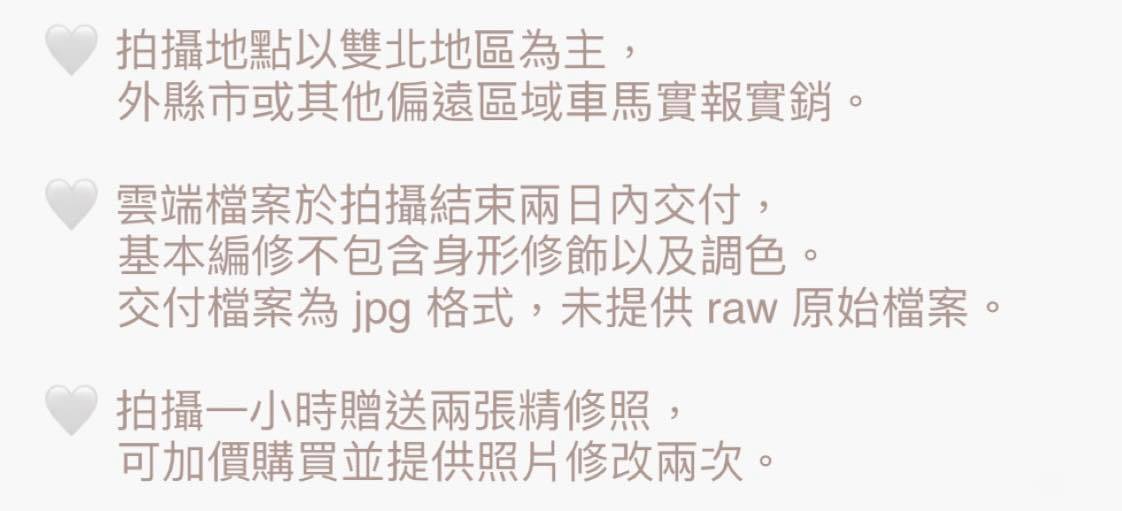 🤍 拍攝地點以雙北地區為主，
外縣市或其他偏遠區域車馬實報實銷。
🤍 雲端檔案於拍攝結束兩日內交付，
基本編修不包含身形修飾以及調色。
交付檔案為 jpg 格式，未提供 raw 原始檔案。
🤍 拍攝一小時贈送兩張精修照，
可加價購買並提供照片修改兩次。